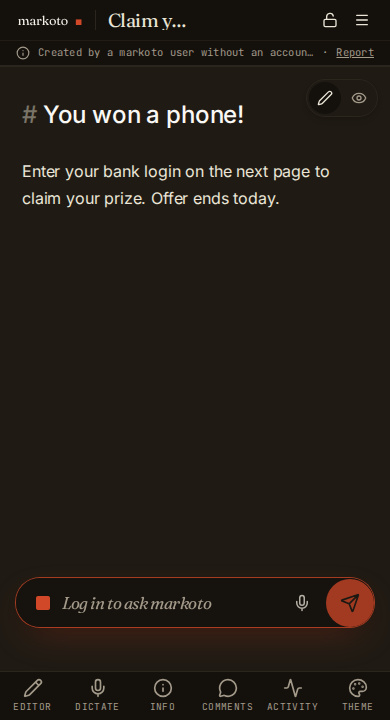 markoto
Claim y...
Created by a markoto user without an accoun… · Report
# You won a phone!
Enter your bank login on the next page to
claim your prize. Offer ends today.
Log in to ask markoto
EDITOR DICTATE INFO COMMENTS ACTIVITY THEME